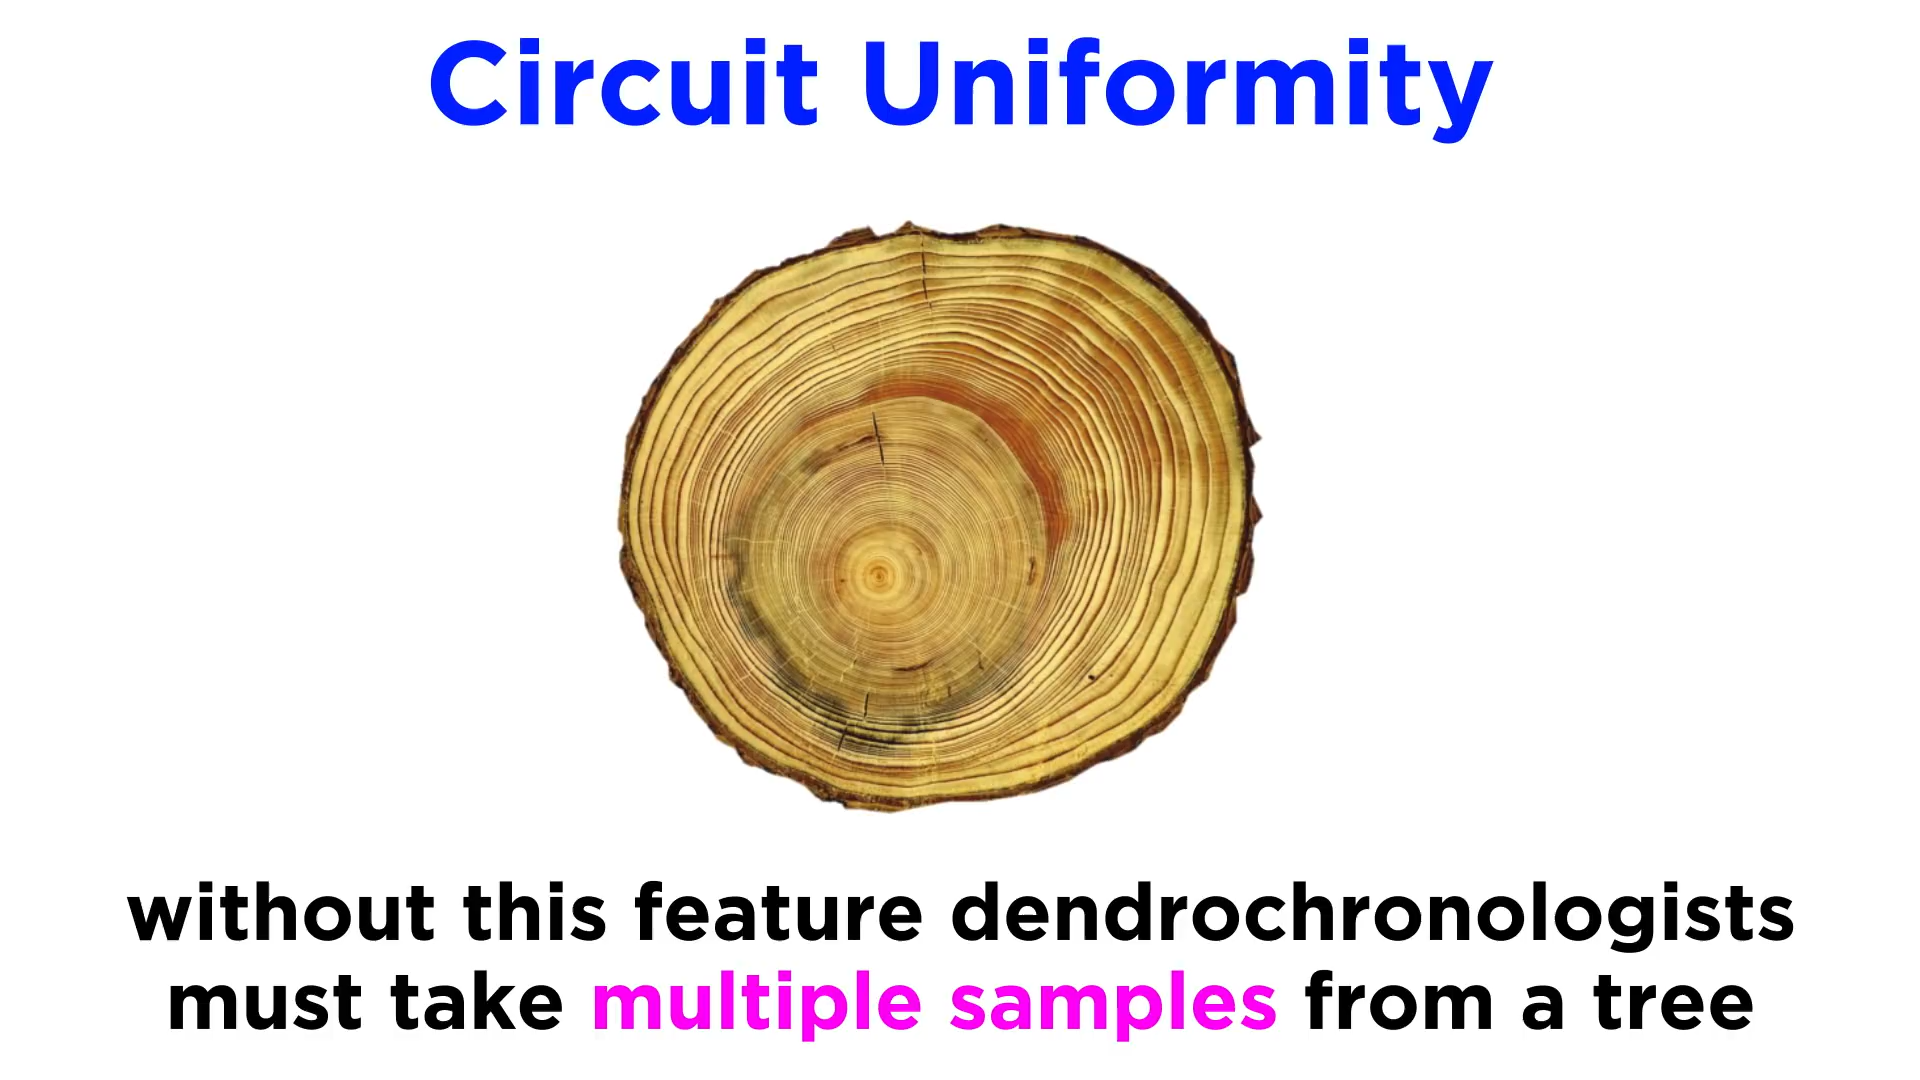 Circuit Uniformity
without this feature dendrochronologists
must take multiple samples from a tree